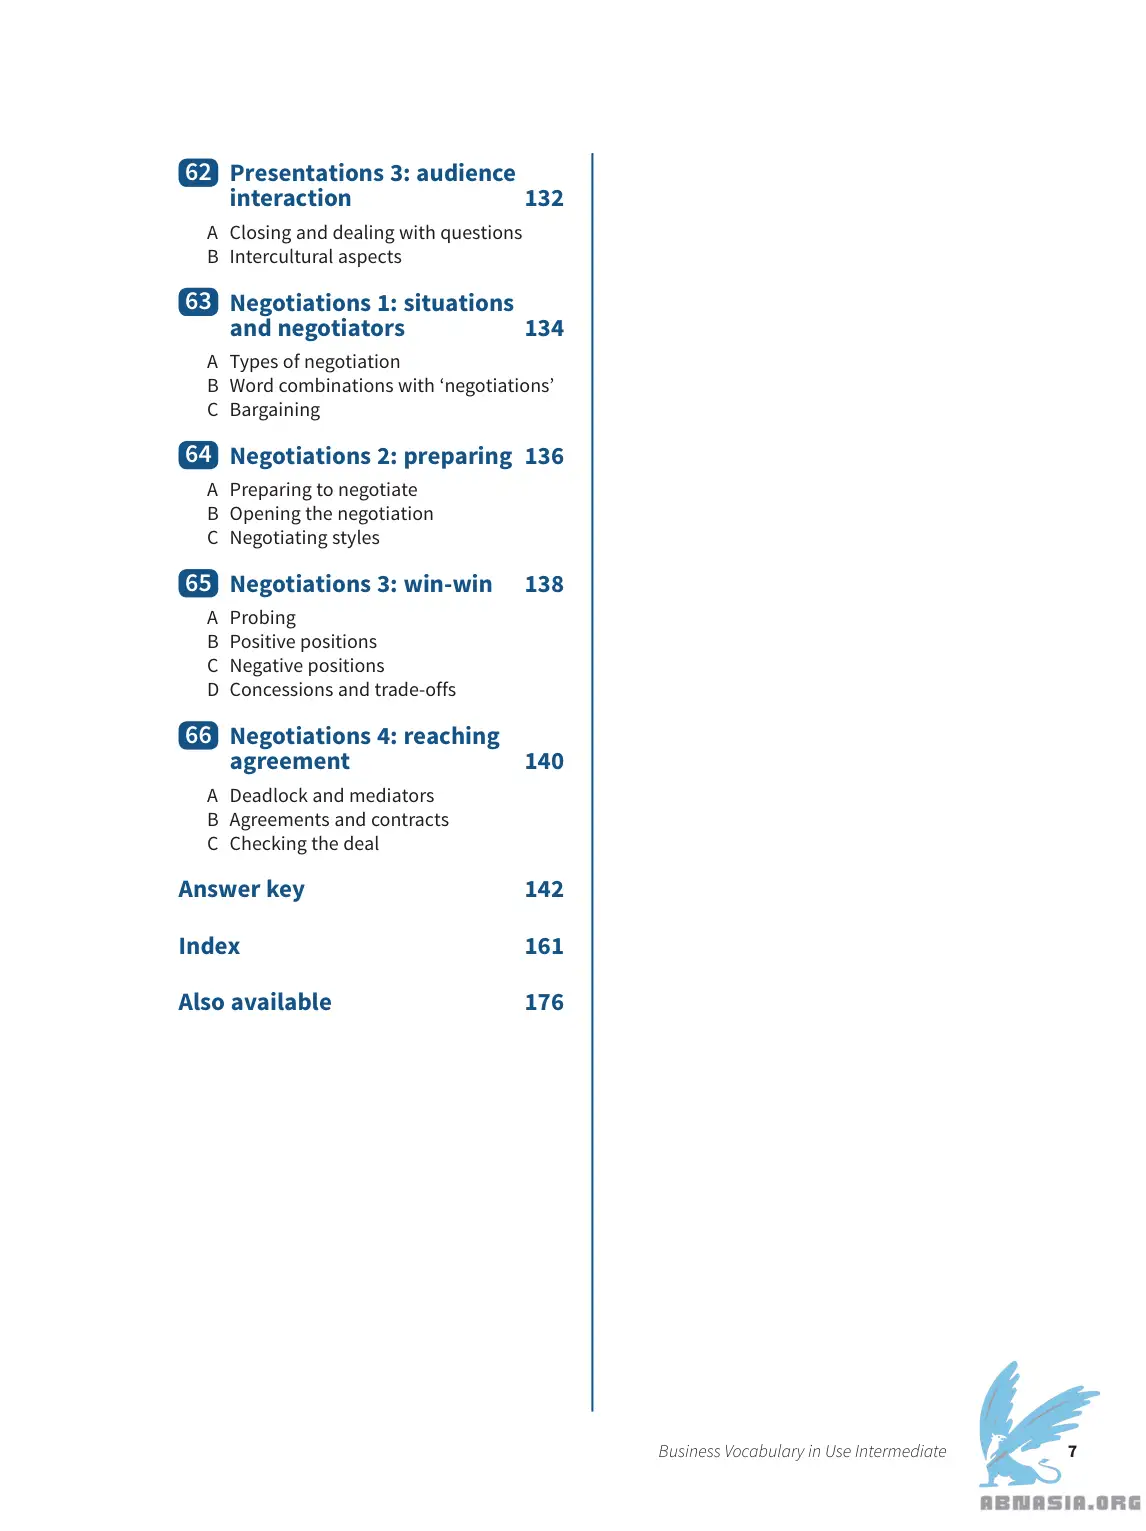 62 Presentations 3: audience
interaction 132
A Closing and dealing with questions
B Intercultural aspects
63 Negotiations 1: situations
and negotiators 134
A Types of negotiation
B Word combinations with ‘negotiations’
C Bargaining
64 Negotiations 2: preparing 136
A Preparing to negotiate
B Opening the negotiation
C Negotiating styles
65 Negotiations 3: win-win 138
A Probing
B Positive positions
C Negative positions
D Concessions and trade-offs
66 Negotiations 4: reaching
agreement 140
A Deadlock and mediators
B Agreements and contracts
C Checking the deal
Answer key 142
Index 161
Also available 176
Business Vocabulary in Use Intermediate 7
ABNASIA.ORG